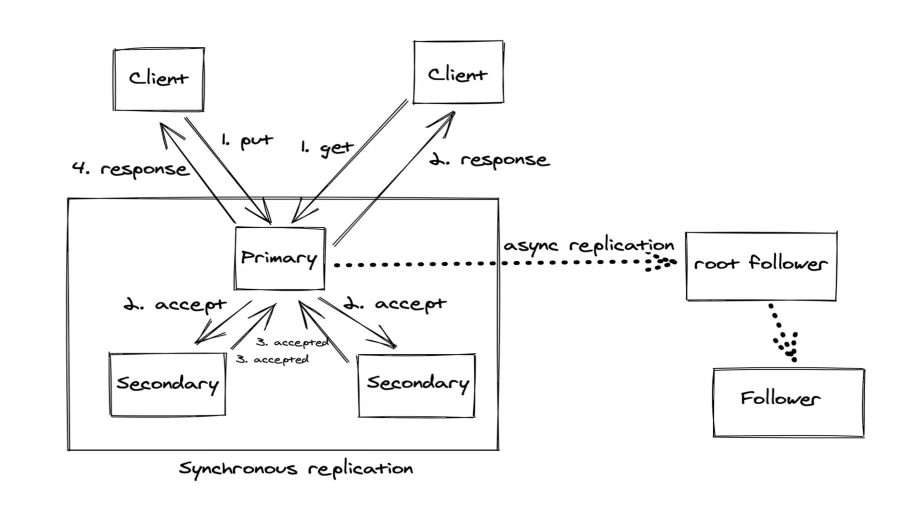 Client
Client
1. put
1. get
4. response
2. response
Primary
async replication
root follower
2. accept
2. accept
3. accepted
3. accepted
Secondary
Secondary
Follower
Synchronous replication